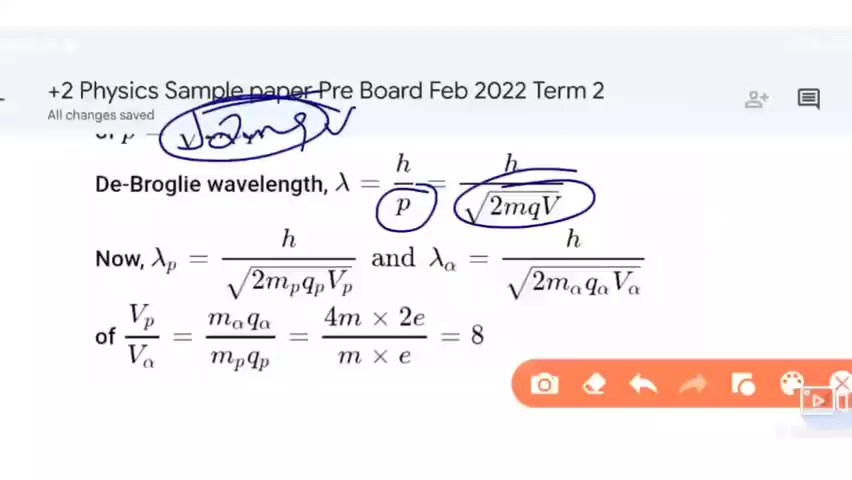 +2 Physics Sample paper Pre Board Feb 2022 Term 2
All changes saved
√2mqV
De-Broglie wavelength, λ = h/p = h/√(2mqV)
Now, λ_p = h/√(2m_p q_p V_p) and λ_α = h/√(2m_α q_α V_α)
of V_p/V_α = m_α q_α/m_p q_p = 4m × 2e/m × e = 8